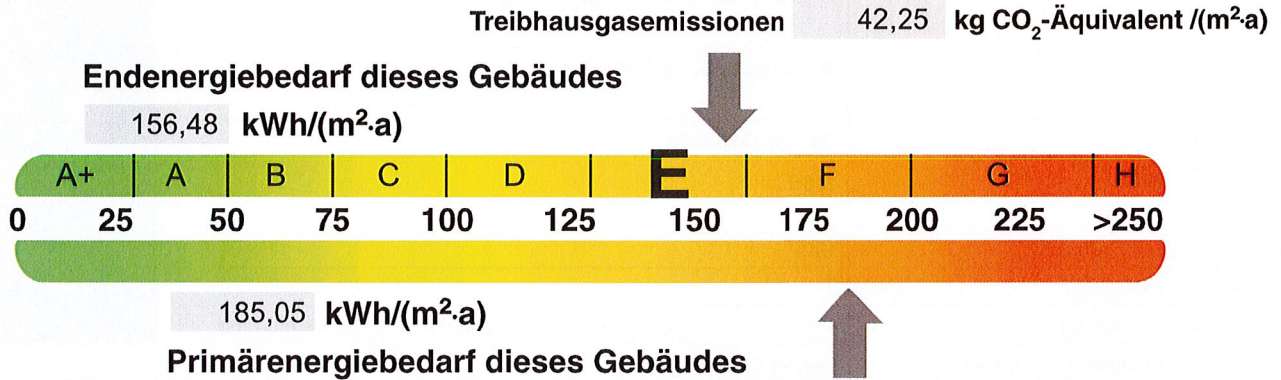 Treibhausgasemissionen 42,25 kg CO₂-Äquivalent /(m²·a)
Endenergiebedarf dieses Gebäudes
156,48 kWh/(m²·a)
A+ A B C D E F G H
0 25 50 75 100 125 150 175 200 225 >250
185,05 kWh/(m²·a)
Primärenergiebedarf dieses Gebäudes